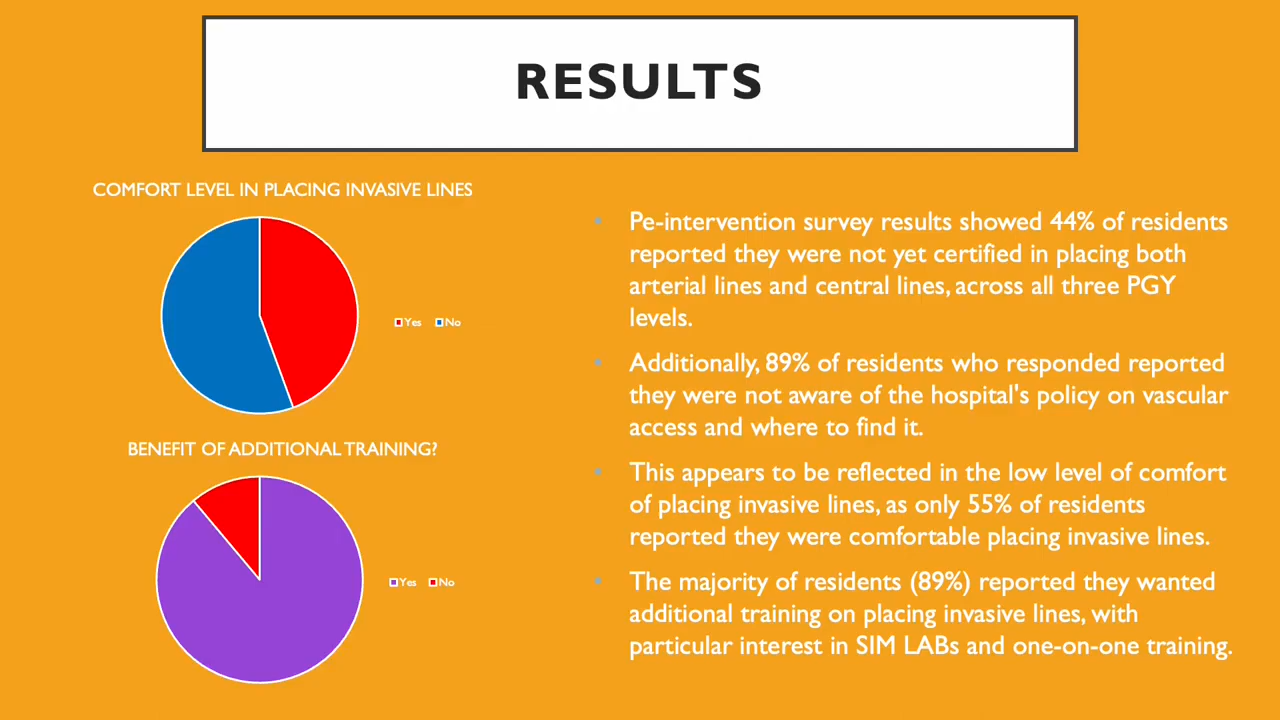 RESULTS
COMFORT LEVEL IN PLACING INVASIVE LINES
Yes No
BENEFIT OF ADDITIONAL TRAINING?
Yes No
Pe-intervention survey results showed 44% of residents
reported they were not yet certified in placing both
arterial lines and central lines, across all three PGY
levels.
Additionally, 89% of residents who responded reported
they were not aware of the hospital's policy on vascular
access and where to find it.
This appears to be reflected in the low level of comfort
of placing invasive lines, as only 55% of residents
reported they were comfortable placing invasive lines.
The majority of residents (89%) reported they wanted
additional training on placing invasive lines, with
particular interest in SIM LABs and one-on-one training.